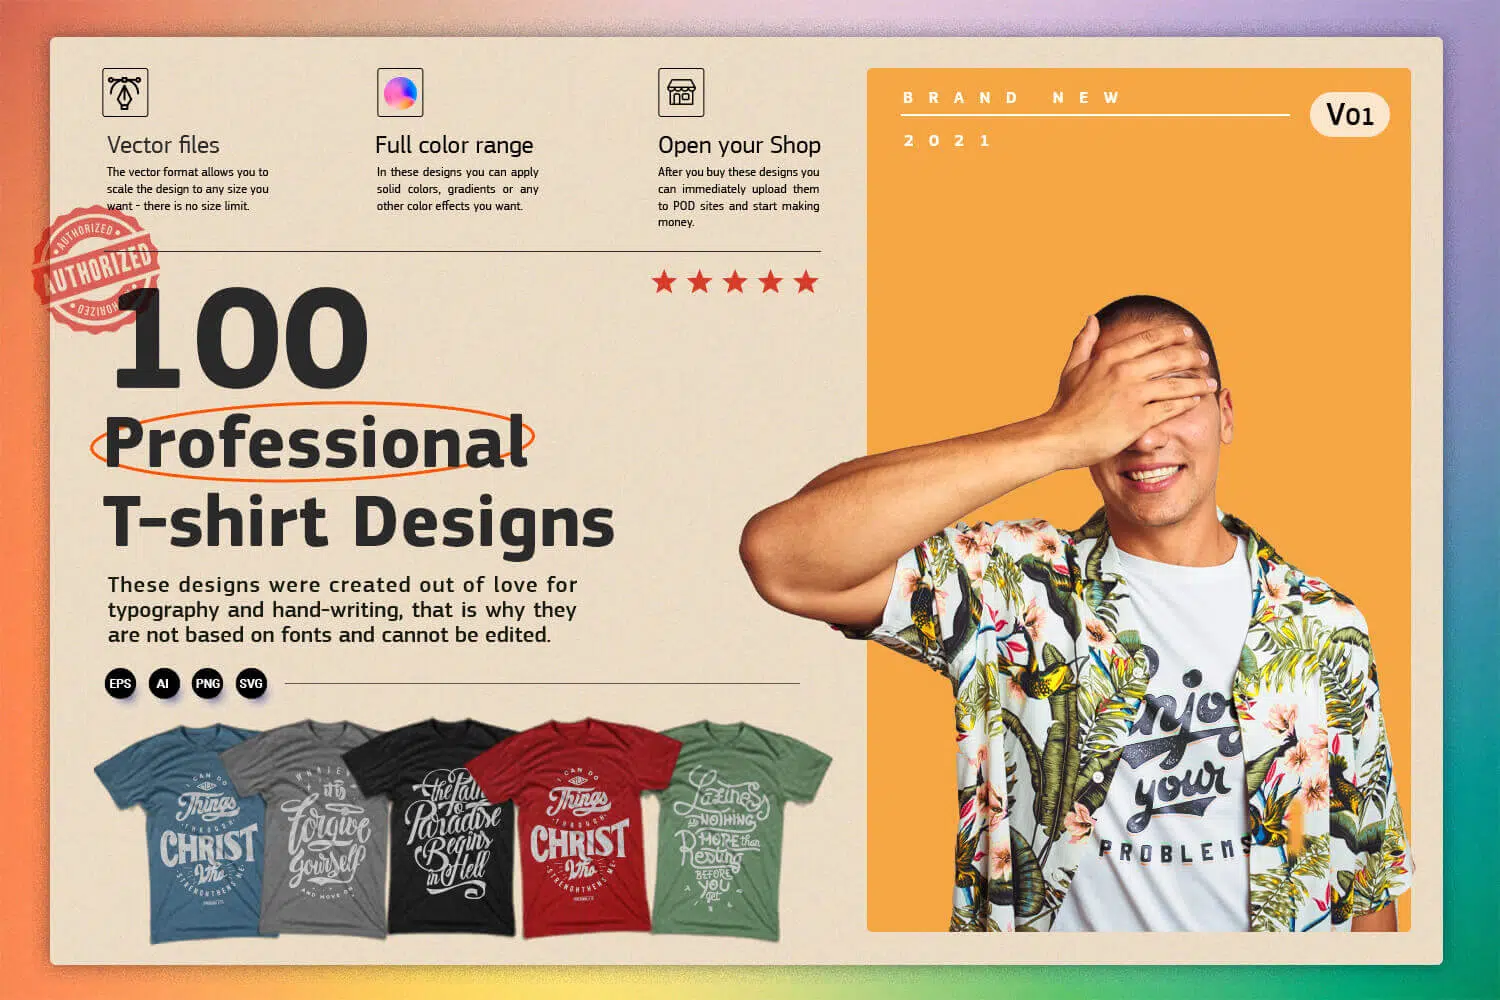 Vector files
The vector format allows you to
scale the design to any size you
want - there is no size limit.
Full color range
In these designs you can apply
solid colors, gradients or any
other color effects you want.
Open your Shop
After you buy these designs you
can immediately upload them
to POD sites and start making
money.
BRAND NEW
2021
V01
AUTHORIZED
AUTHORIZED
AUTHORIZED
100
Professional
T-shirt Designs
These designs were created out of love for
typography and hand-writing, that is why they
are not based on fonts and cannot be edited.
EPS AI PNG SVG
I CAN DO
ALL
Things
THROUGH
CHRIST
Who
STRENGHTHENS ME
it is
Forgive
Yourself
AND MOVE ON
the Path
To
Paradise
Begins
in Hell
I CAN DO
ALL
Things
THROUGH
CHRIST
Who
STRENGHTHENS ME
Laziness
is
NOTHING
MORE than
Resting
BEFORE
YOU
get
Enjoy
your
PROBLEMS